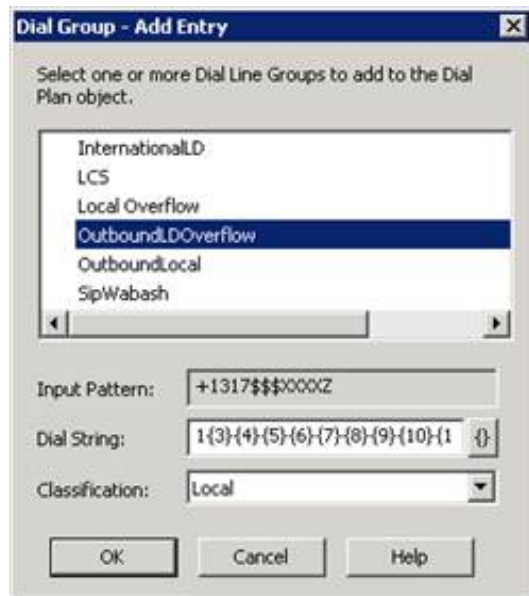 Dial Group - Add Entry
Select one or more Dial Line Groups to add to the Dial
Plan object.
InternationalLD
LCS
Local Overflow
OutboundLDOverflow
OutboundLocal
SipWabash
Input Pattern: +1317$$$XXXXZ
Dial String: 1{3}-{4}-{5}-{6}-{7}-{8}-{9}-{10}-{1 {}
Classification: Local
OK Cancel Help